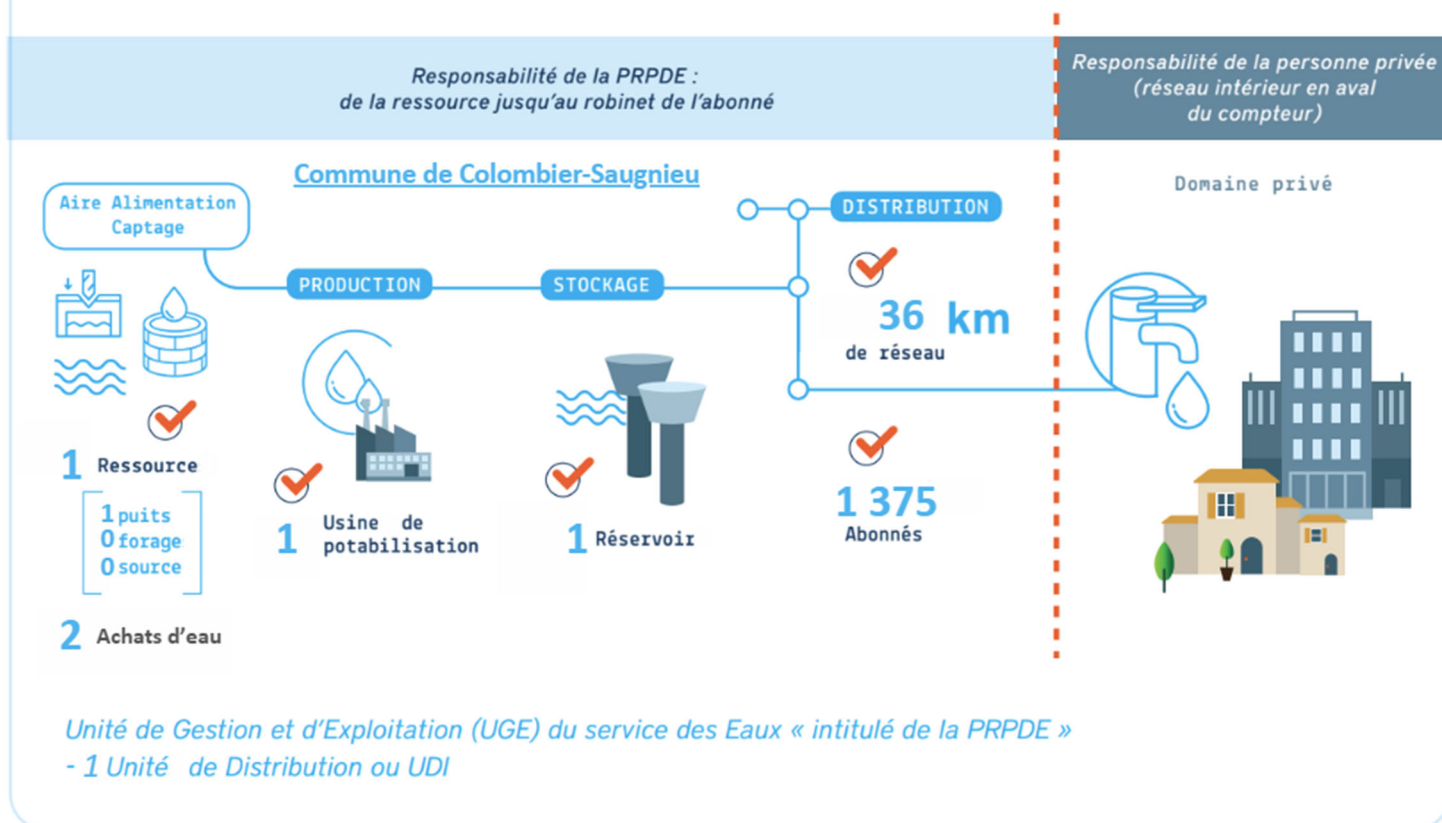 Responsabilité de la PRPDE :
de la ressource jusqu'au robinet de l'abonné
Responsabilité de la personne privée
(réseau intérieur en aval
du compteur)
Commune de Colombier-Saugnieu
Domaine privé
Aire Alimentation
Captage
PRODUCTION
STOCKAGE
DISTRIBUTION
36 km
de réseau
1 Ressource
1 puits
0 forage
0 source
2 Achats d'eau
1 Usine de
potabilisation
1 Réservoir
1 375
Abonnés
Unité de Gestion et d'Exploitation (UGE) du service des Eaux « intitulé de la PRPDE »
- 1 Unité de Distribution ou UDI